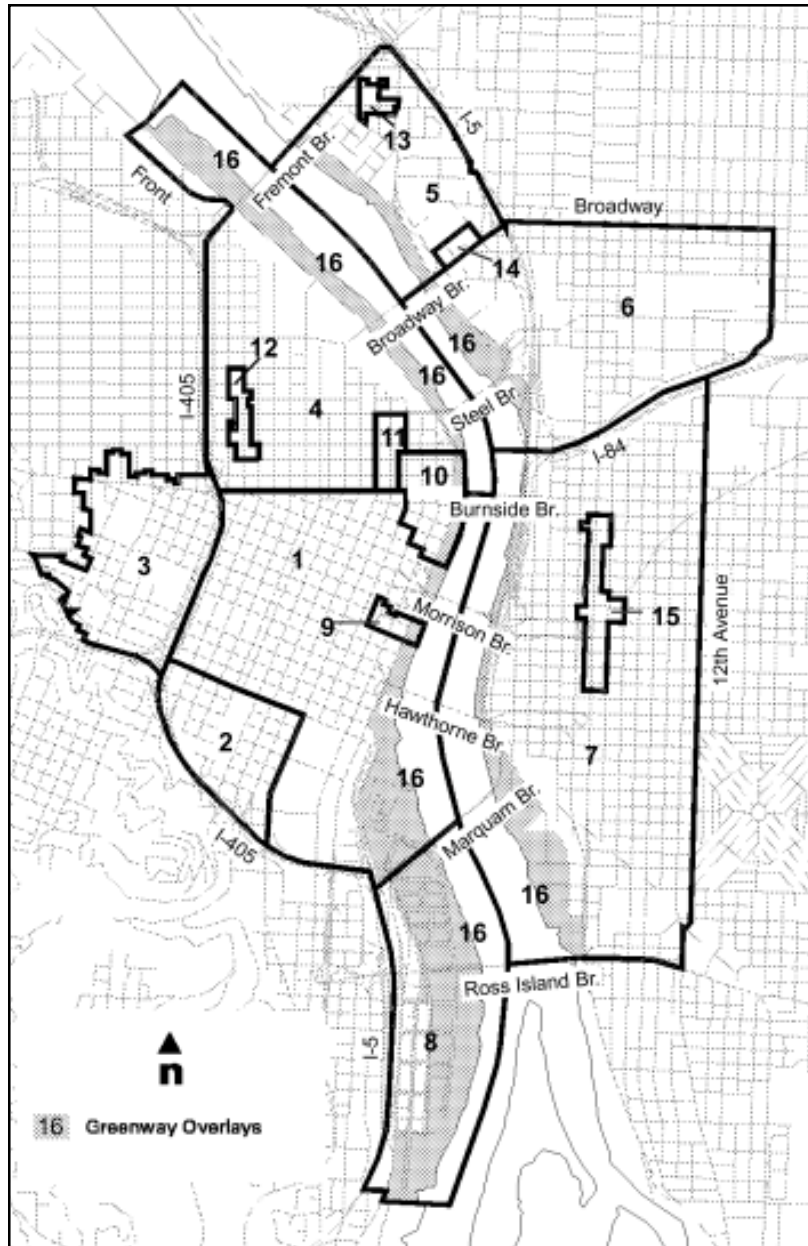 16
Front
Fremont Br.
13
I-5
5
Broadway
14
16
Broadway Br.
6
16
12
16
I-405
4
Steel Br.
11
I-84
10
Burnside Br.
3
1
9
Morrison Br.
15
12th Avenue
2
Hawthorne Br.
7
16
I-405
Marquam Br.
16
16
Ross Island Br.
I-5
8
n
16 Greenway Overlays